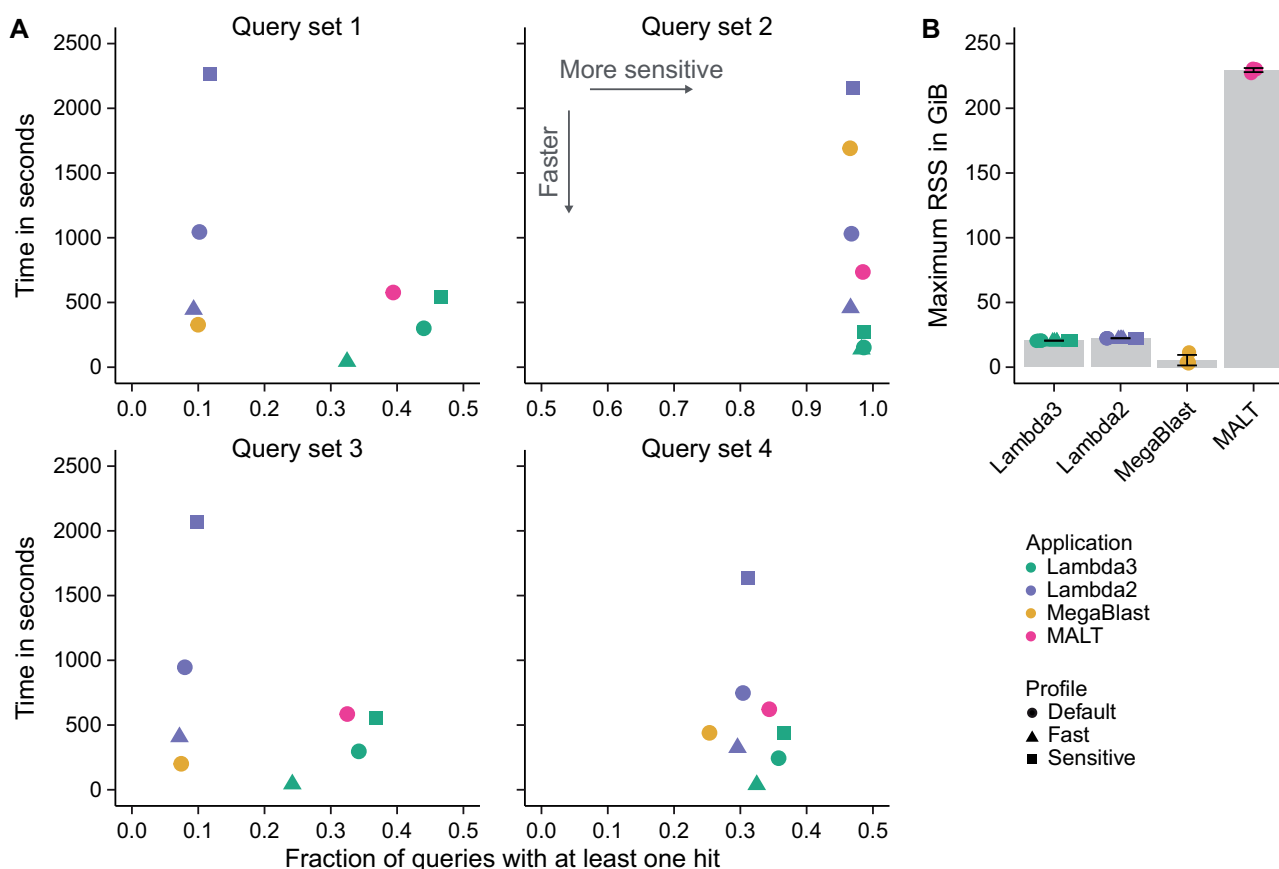 A
Query set 1
Query set 2
B
2500
2000
1500
1000
500
0
Time in seconds
0.0 0.1 0.2 0.3 0.4 0.5
More sensitive
Faster
0.5 0.6 0.7 0.8 0.9 1.0
250
200
150
100
50
0
Maximum RSS in GiB
Lambda3
Lambda2
MegaBlast
MALT
Query set 3
Query set 4
2500
2000
1500
1000
500
0
Time in seconds
0.0 0.1 0.2 0.3 0.4 0.5
0.0 0.1 0.2 0.3 0.4 0.5
Fraction of queries with at least one hit
Application
Lambda3
Lambda2
MegaBlast
MALT
Profile
Default
Fast
Sensitive